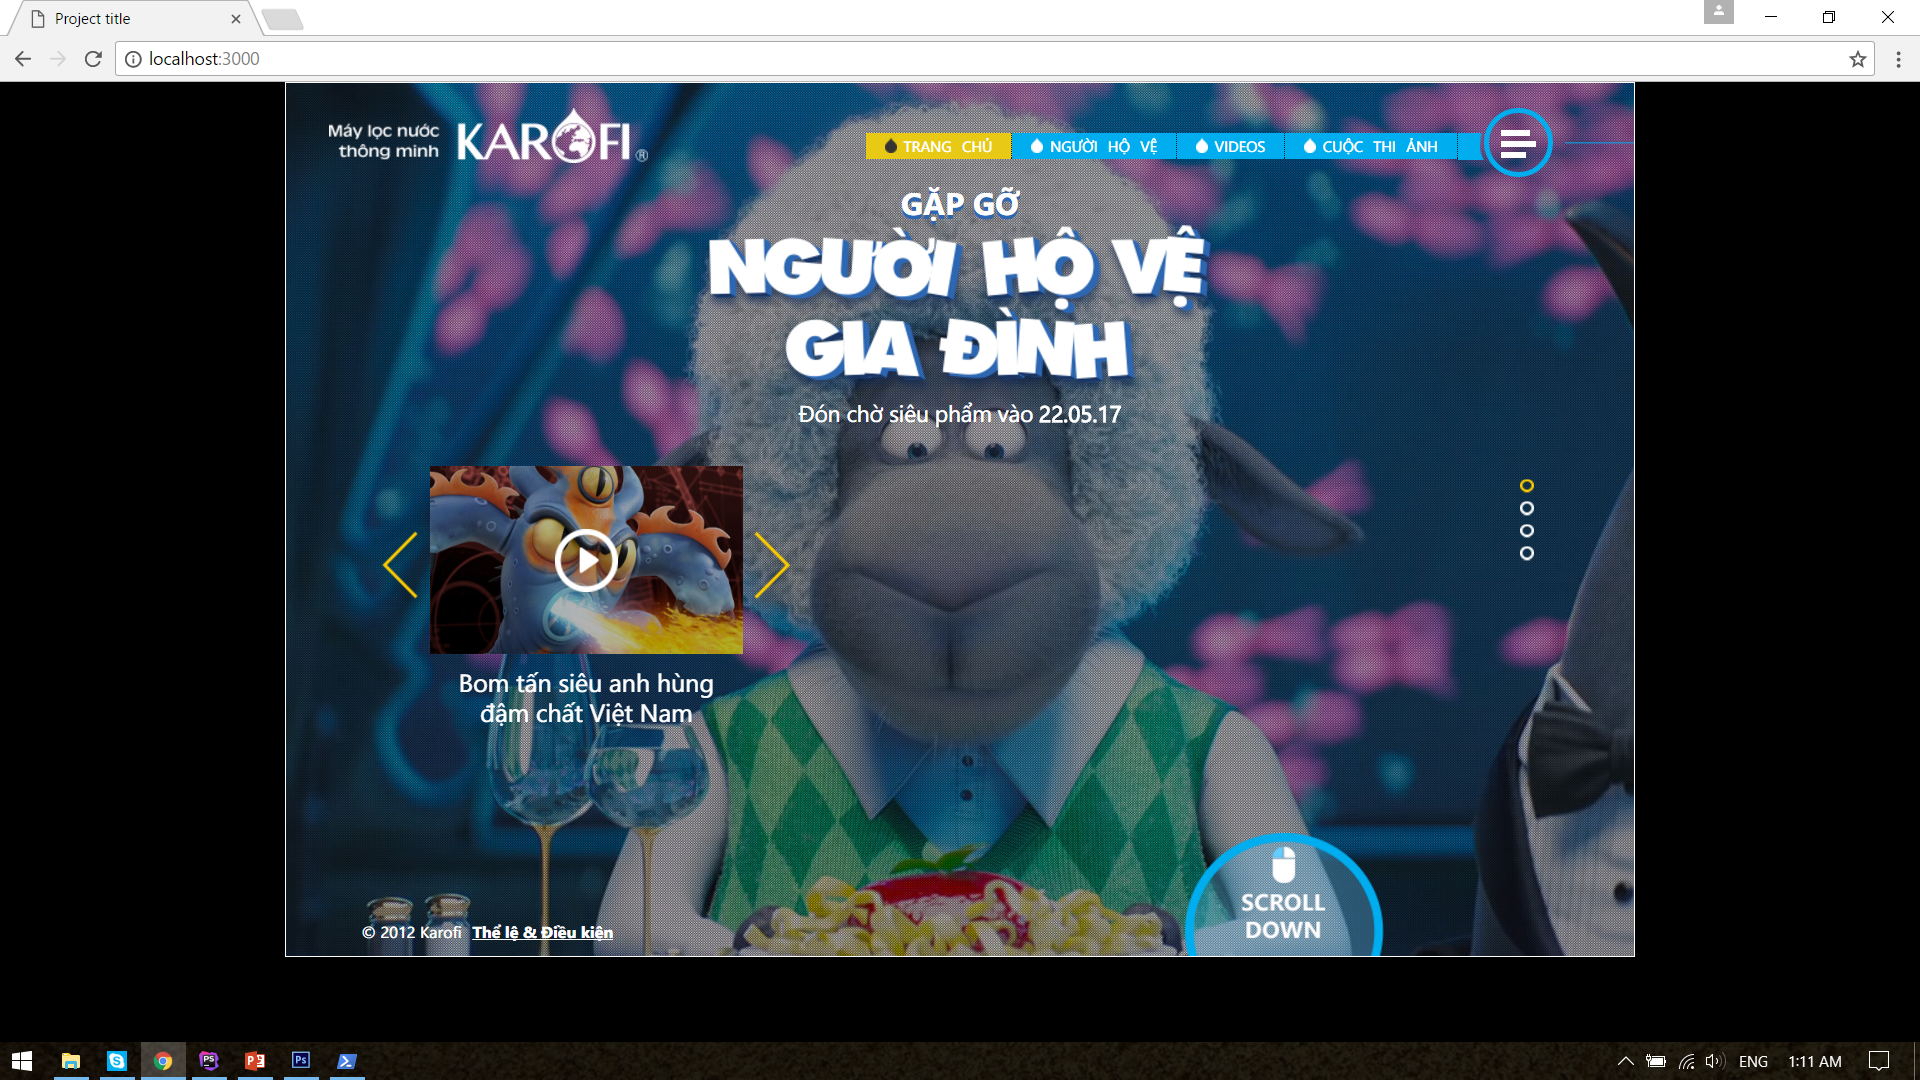 Project title
localhost:3000
Máy lọc nước
thông minh
KAROFI ®
TRANG CHỦ
NGƯỜI HỘ VỆ
VIDEOS
CUỘC THI ẢNH
GẶP GỠ
NGƯỜI HỘ VỆ
GIA ĐÌNH
Đón chờ siêu phẩm vào 22.05.17
Bom tấn siêu anh hùng
đậm chất Việt Nam
SCROLL
DOWN
© 2012 Karofi Thể lệ & Điều kiện
ENG
1:11 AM